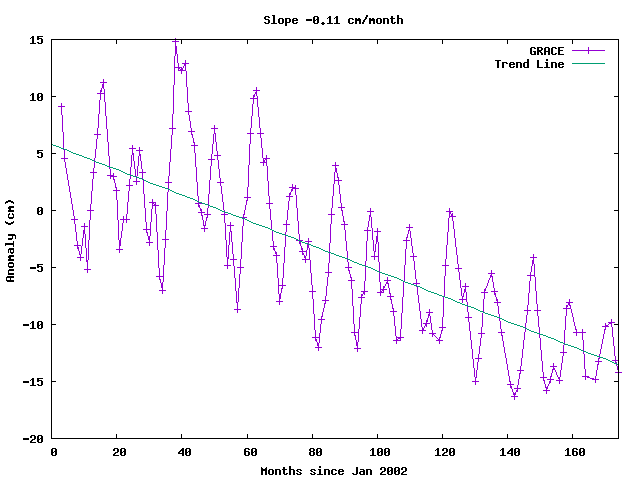 Slope -0.11 cm/month
GRACE
Trend Line
15
10
5
0
-5
-10
-15
-20
Anomaly (cm)
0 20 40 60 80 100 120 140 160
Months since Jan 2002